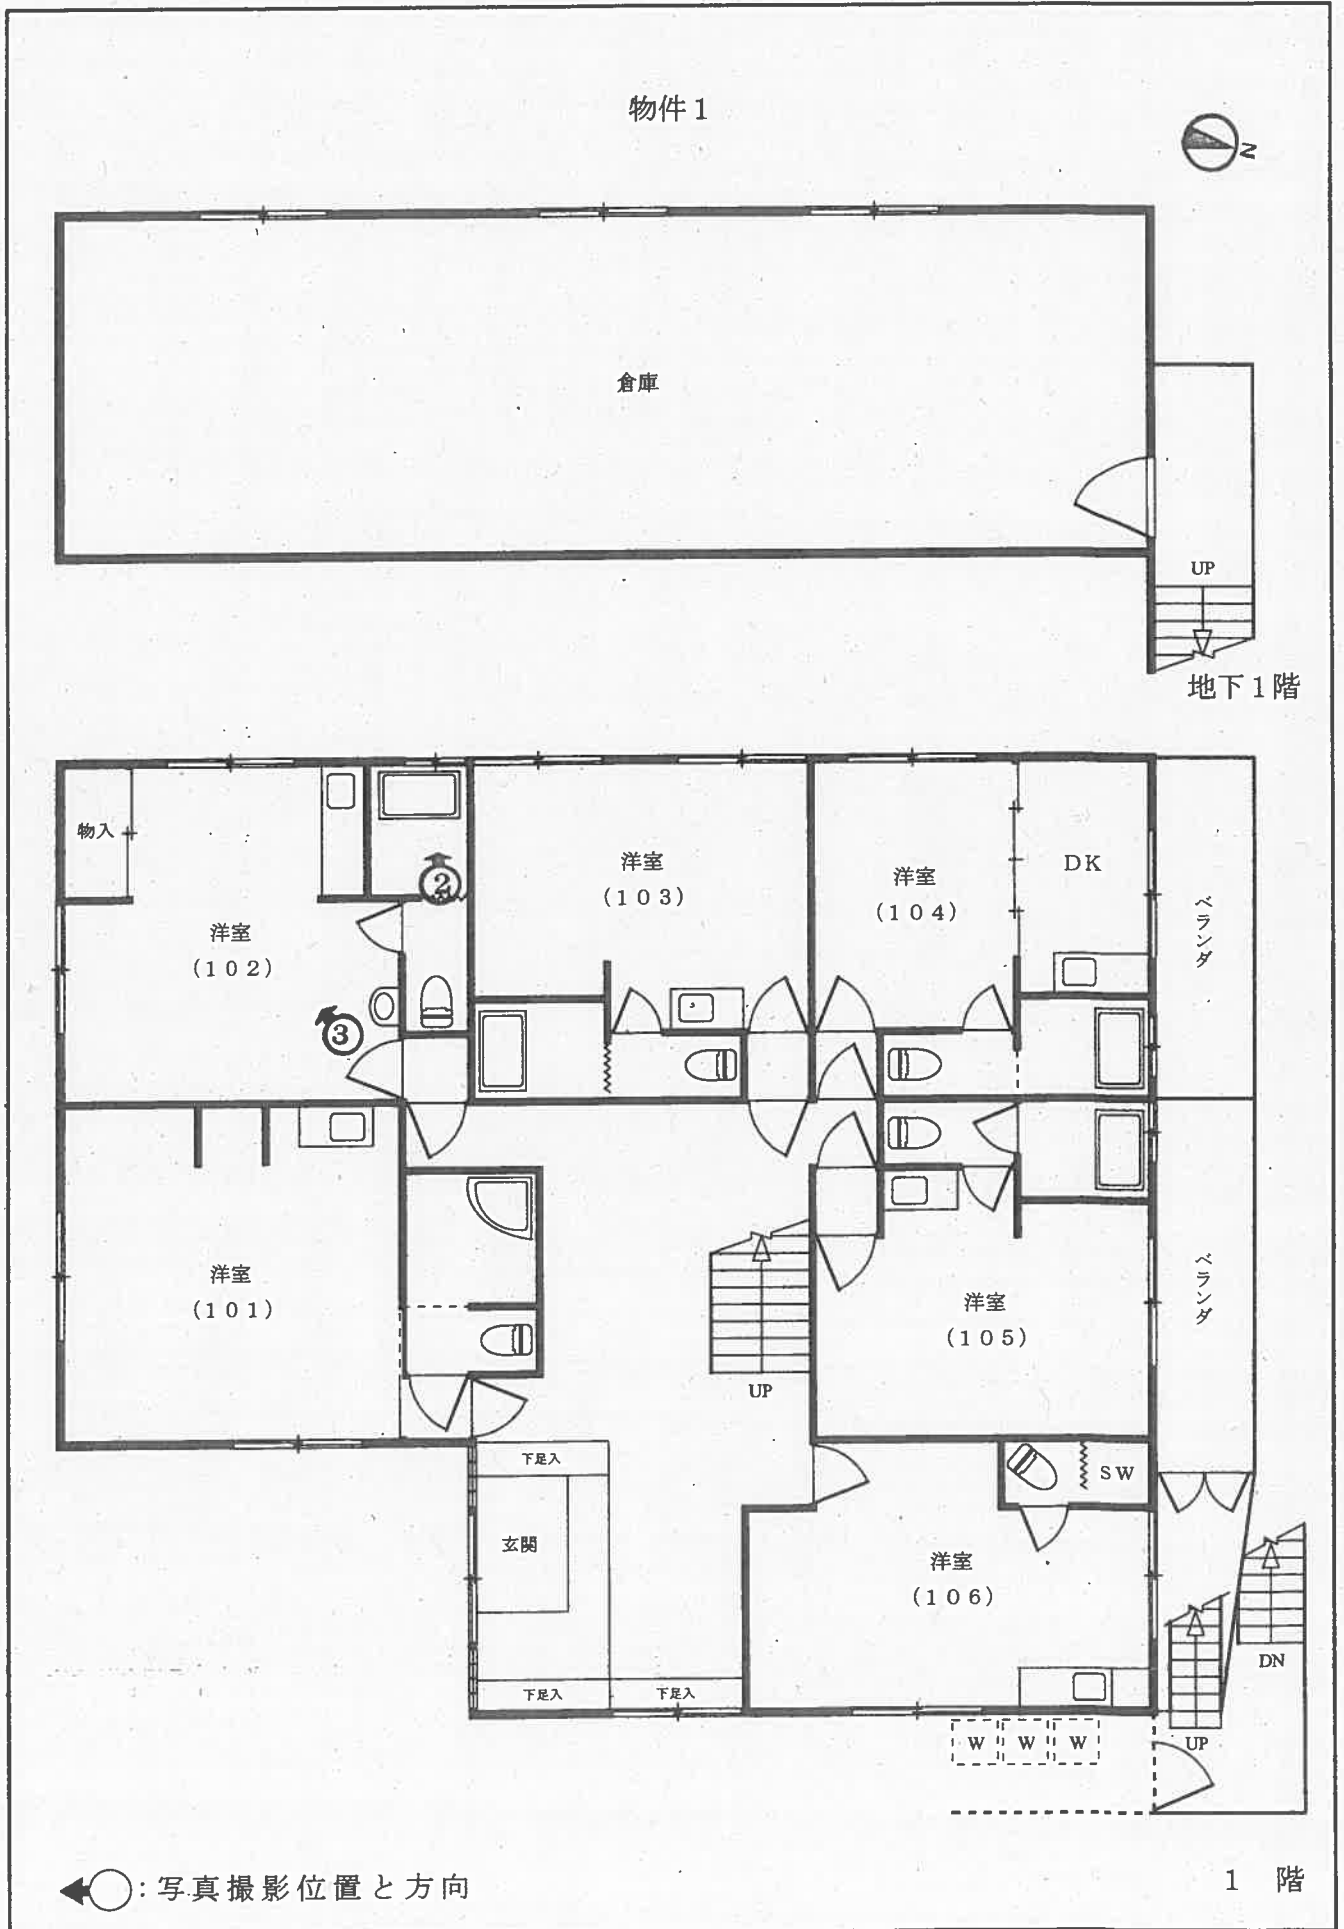 物件1
N
倉庫
UP
地下1階
物入
洋室
(102)
②
③
洋室
(103)
洋室
(104)
DK
ベランダ
洋室
(101)
UP
洋室
(105)
ベランダ
下足入
玄関
下足入
下足入
SW
洋室
(106)
W
W
W
UP
DN
:写真撮影位置と方向
1 階